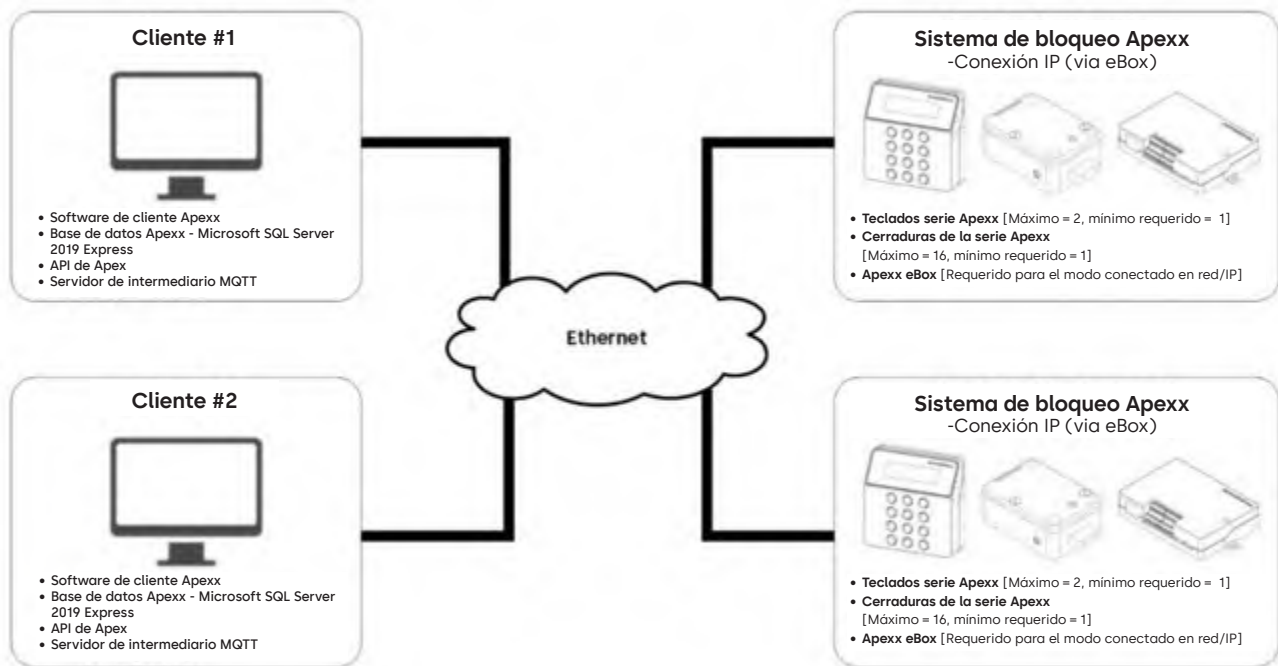 Cliente #1
• Software de cliente Apexx
• Base de datos Apexx - Microsoft SQL Server
2019 Express
• API de Apex
• Servidor de intermediario MQTT
Sistema de bloqueo Apexx
-Conexión IP (via eBox)
• Teclados serie Apexx [Máximo = 2, mínimo requerido = 1]
• Cerraduras de la serie Apexx
[Máximo = 16, mínimo requerido = 1]
• Apexx eBox [Requerido para el modo conectado en red/IP]
Ethernet
Cliente #2
• Software de cliente Apexx
• Base de datos Apexx - Microsoft SQL Server
2019 Express
• API de Apex
• Servidor de intermediario MQTT
Sistema de bloqueo Apexx
-Conexión IP (via eBox)
• Teclados serie Apexx [Máximo = 2, mínimo requerido = 1]
• Cerraduras de la serie Apexx
[Máximo = 16, mínimo requerido = 1]
• Apexx eBox [Requerido para el modo conectado en red/IP]